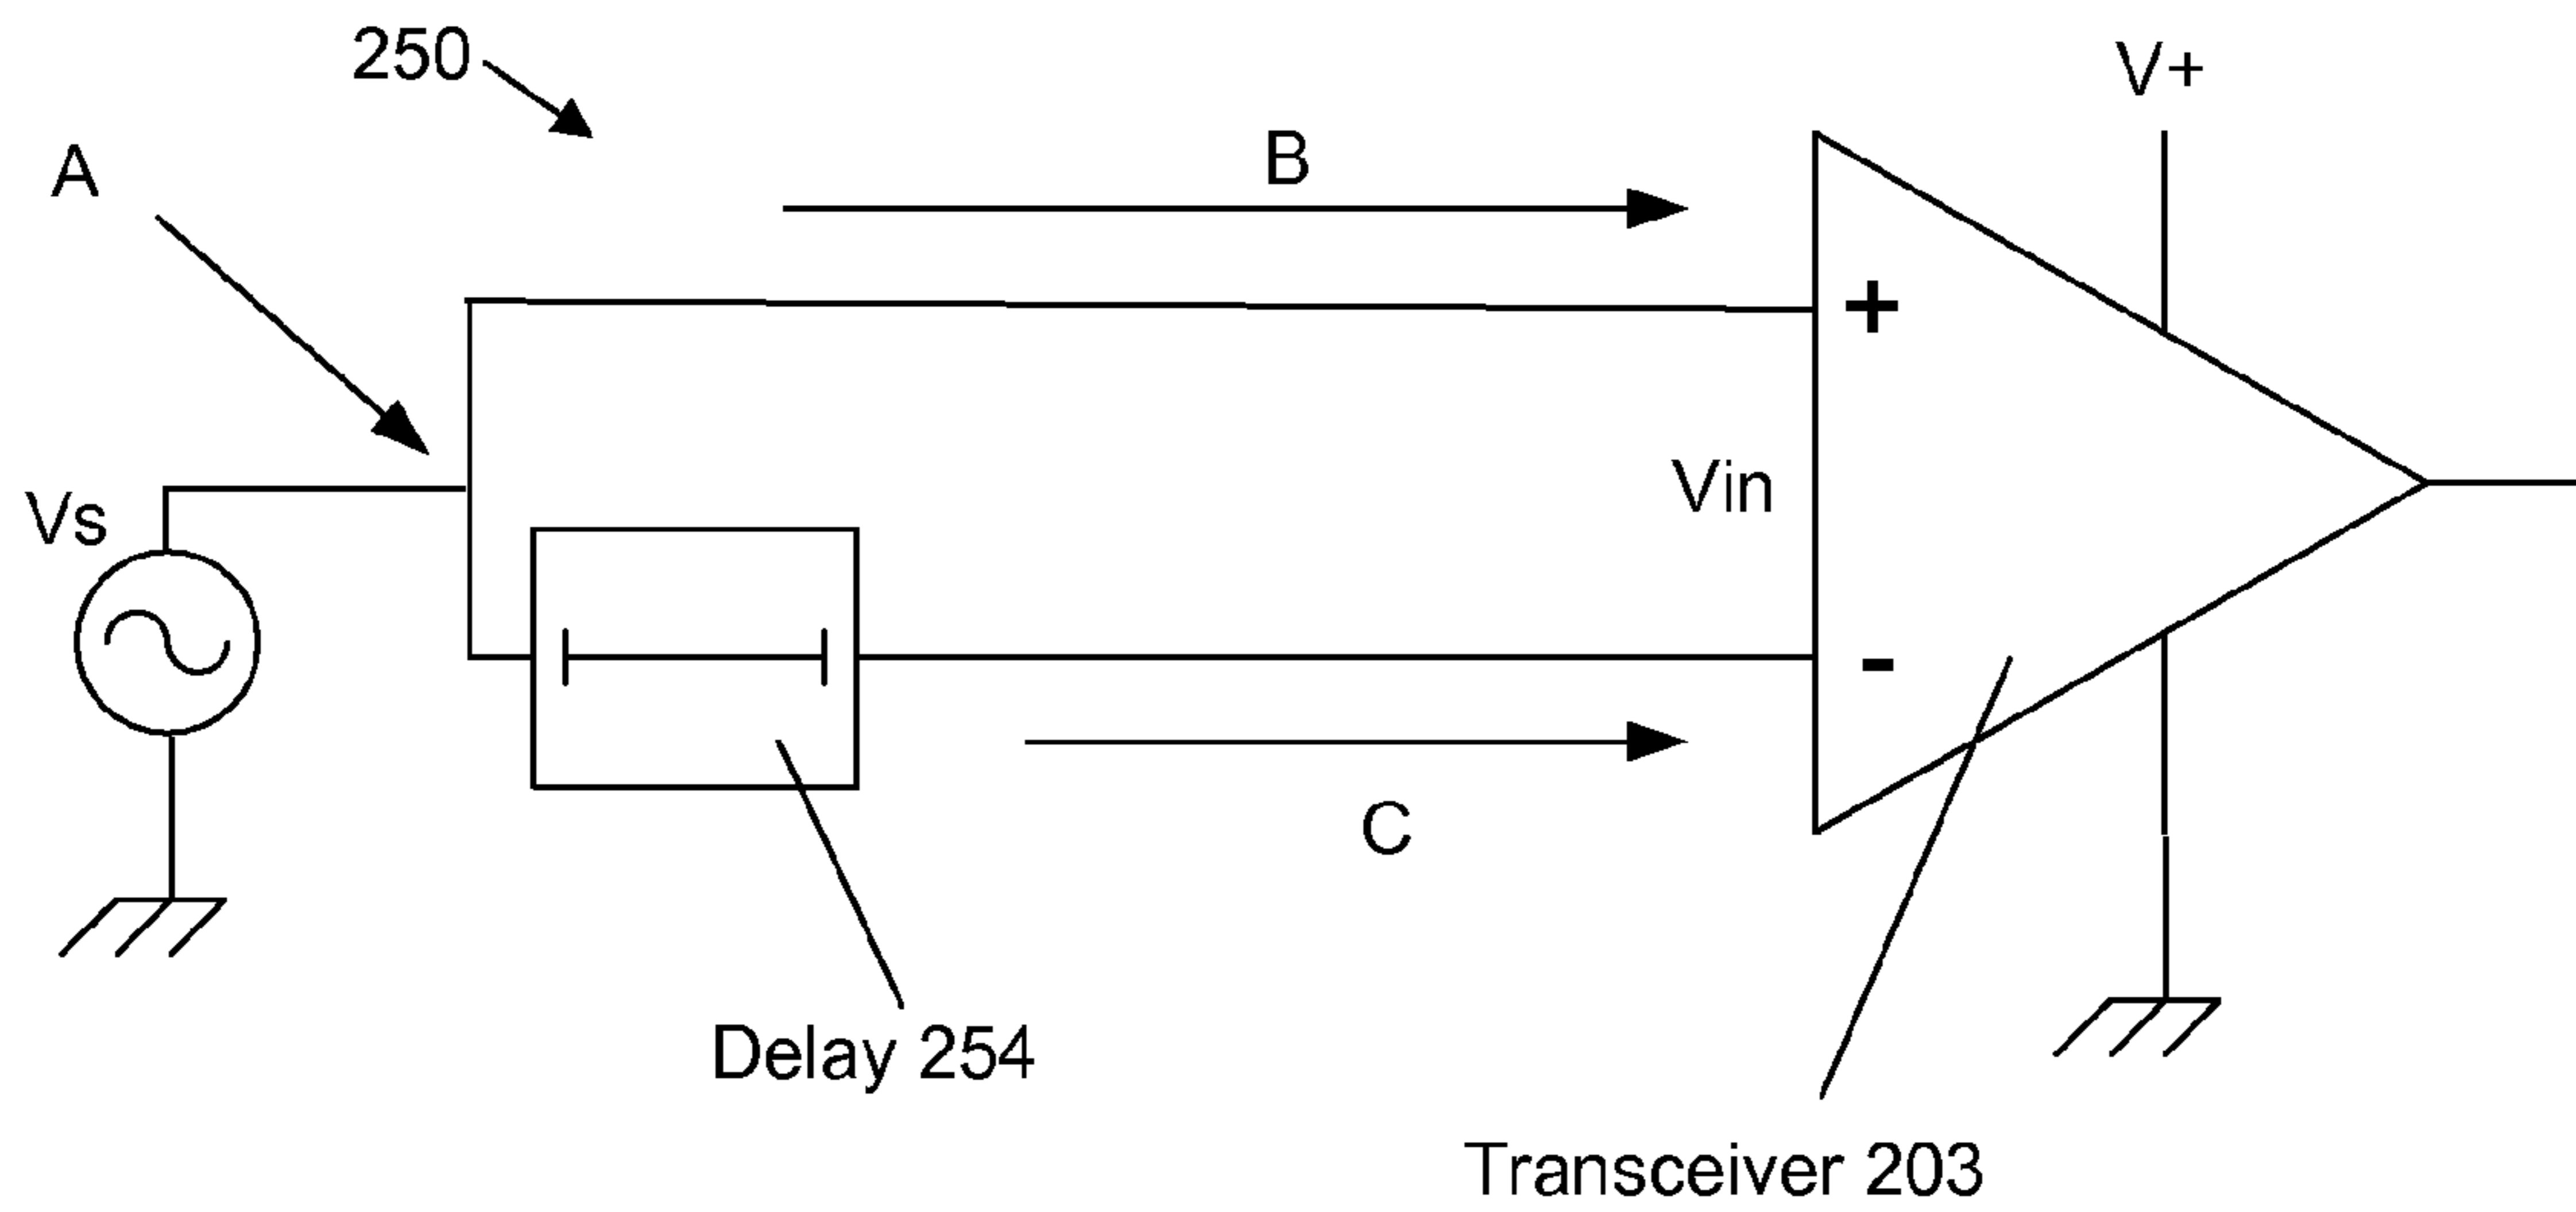 250
V+
A
B
+
Vs
Vin
-
C
Delay 254
Transceiver 203